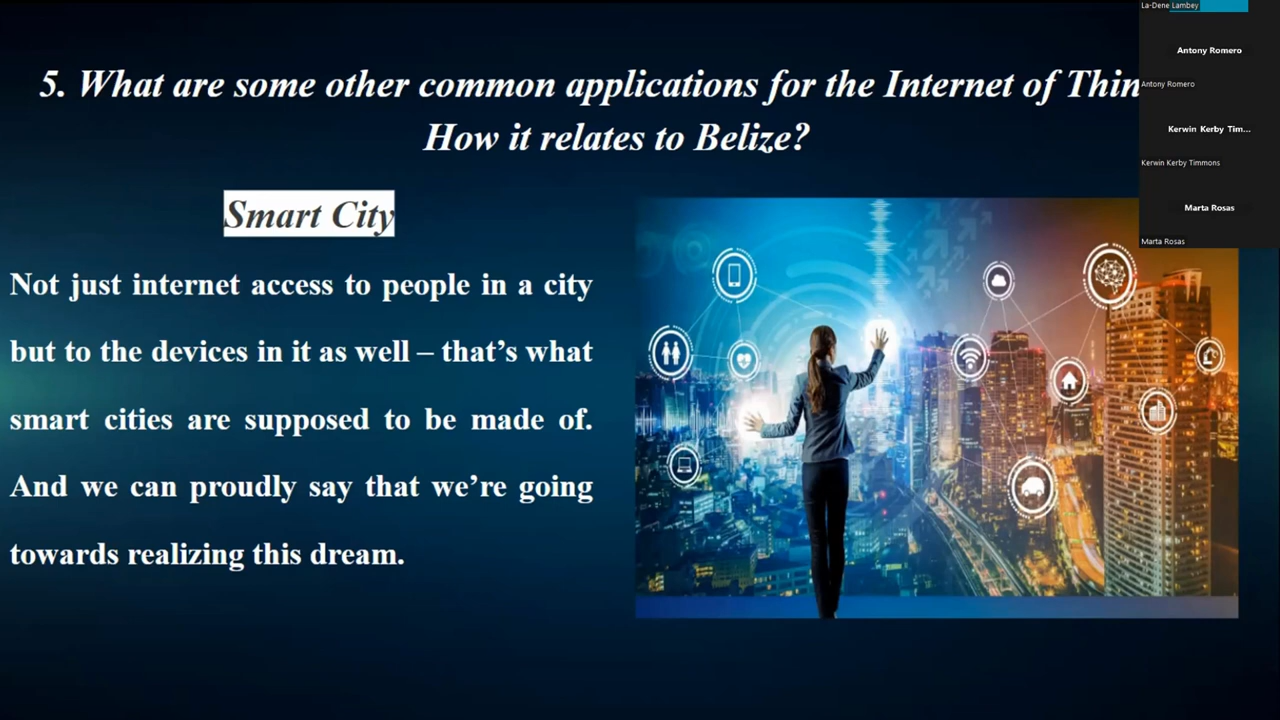 5. What are some other common applications for the Internet of Thin
How it relates to Belize?
Smart City
Not just internet access to people in a city
but to the devices in it as well – that’s what
smart cities are supposed to be made of.
And we can proudly say that we’re going
towards realizing this dream.
La-Dene Lambey
Antony Romero
Antony Romero
Kerwin Kerby Tim...
Kerwin Kerby Timmons
Marta Rosas
Marta Rosas